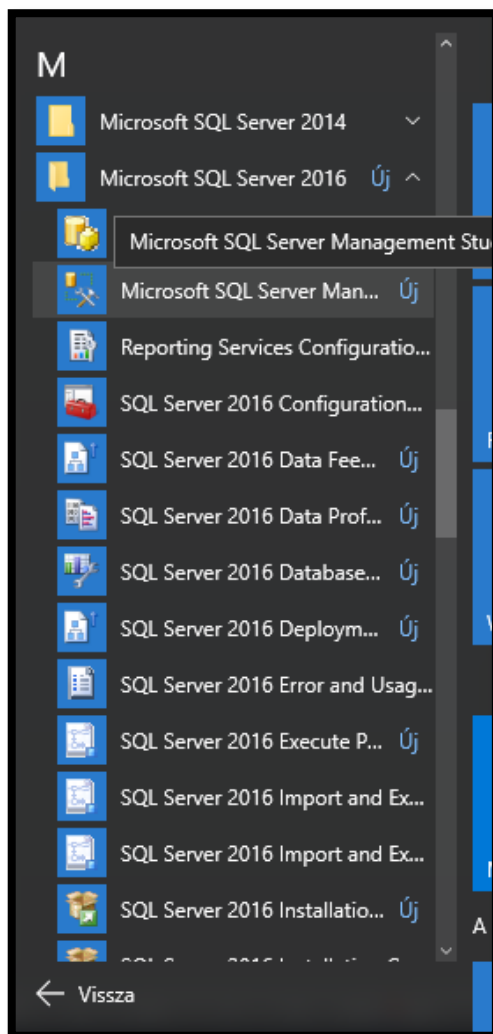 M
Microsoft SQL Server 2014
Microsoft SQL Server 2016 Új
Microsoft SQL Server Management
Microsoft SQL Server Man... Új
Reporting Services Configuratio...
SQL Server 2016 Configuration...
SQL Server 2016 Data Fee... Új
SQL Server 2016 Data Prof... Új
SQL Server 2016 Database... Új
SQL Server 2016 Deploym... Új
SQL Server 2016 Error and Usag...
SQL Server 2016 Execute P... Új
SQL Server 2016 Import and Ex...
SQL Server 2016 Import and Ex...
SQL Server 2016 Installatio... Új
A
Vissza